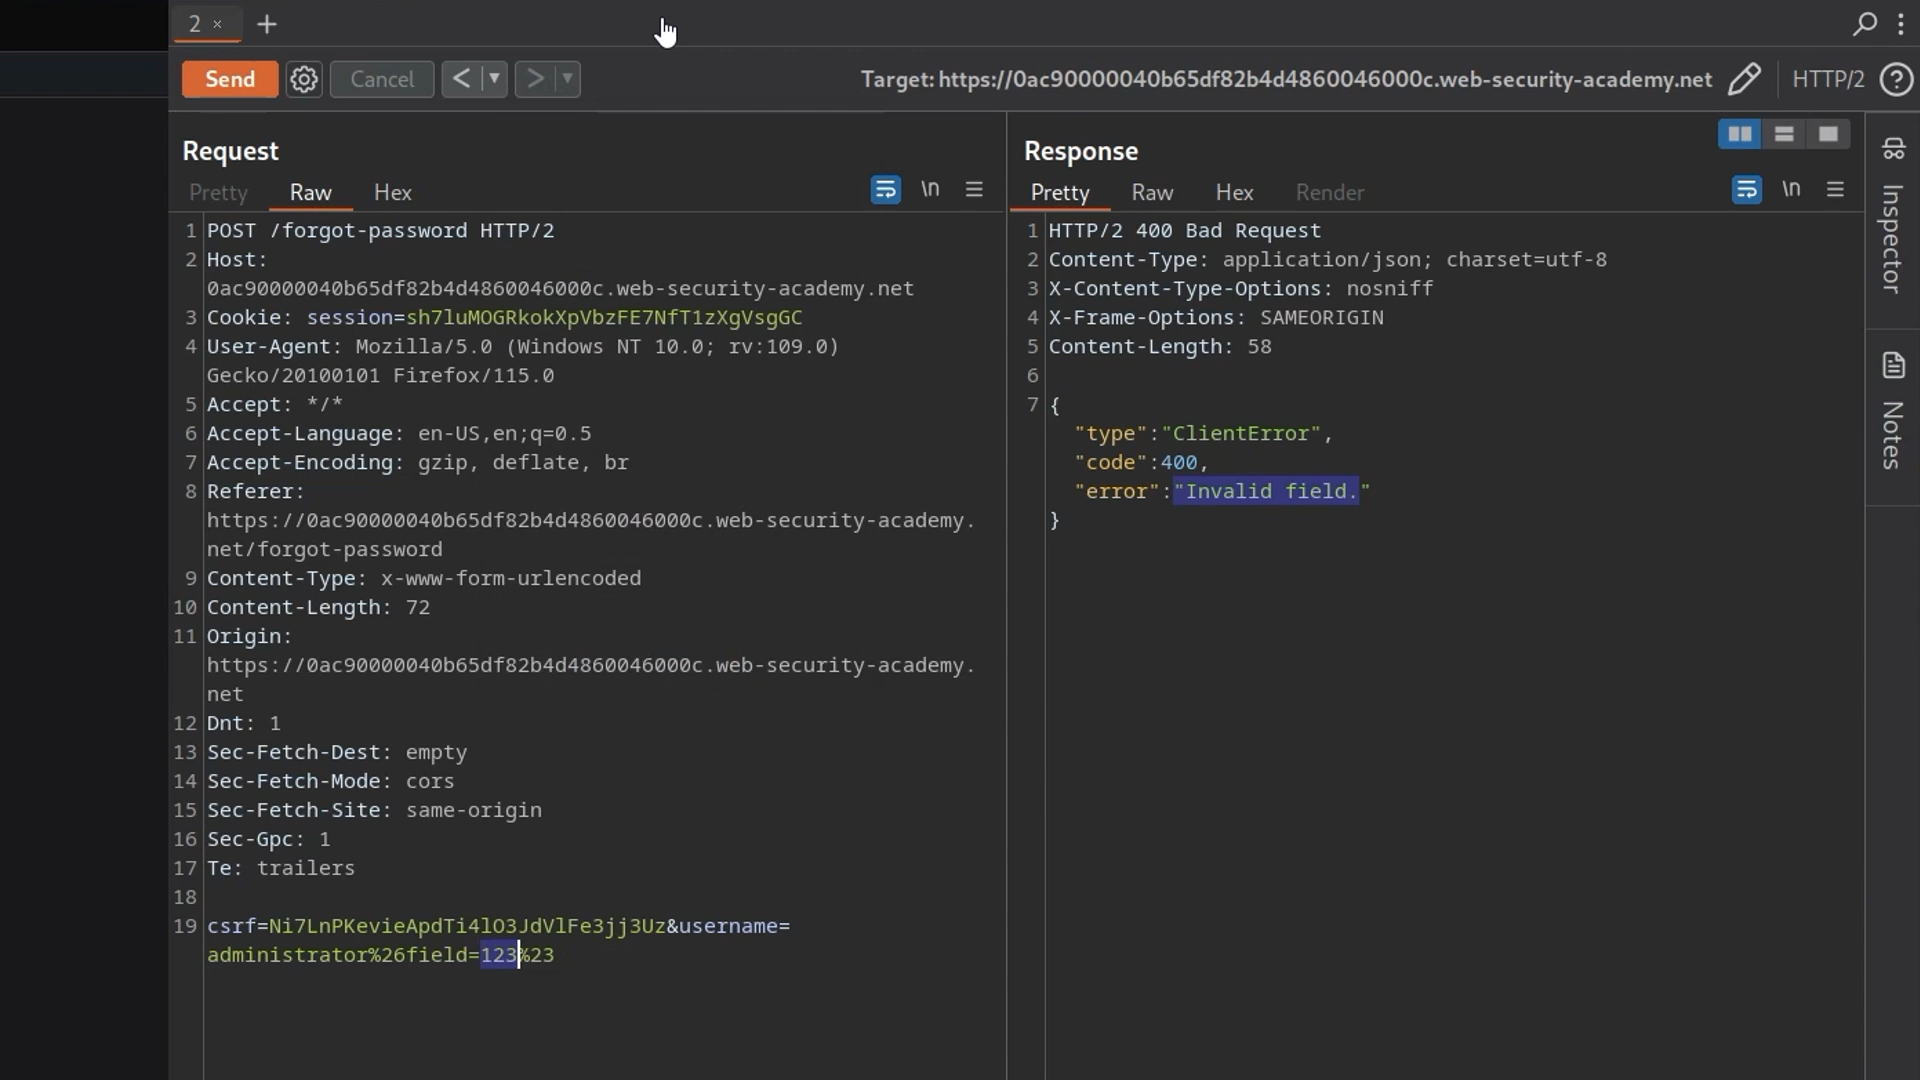 2 ×
Send
Cancel
Target: https://0ac90000040b65df82b4d4860046000c.web-security-academy.net
HTTP/2
Request
Pretty
Raw
Hex
\n
1 POST /forgot-password HTTP/2
2 Host:
0ac90000040b65df82b4d4860046000c.web-security-academy.net
3 Cookie: session=sh7luMOGRkokXpVbzFE7NfT1zXgVsgGC
4 User-Agent: Mozilla/5.0 (Windows NT 10.0; rv:109.0)
Gecko/20100101 Firefox/115.0
5 Accept: */*
6 Accept-Language: en-US,en;q=0.5
7 Accept-Encoding: gzip, deflate, br
8 Referer:
https://0ac90000040b65df82b4d4860046000c.web-security-academy.
net/forgot-password
9 Content-Type: x-www-form-urlencoded
10 Content-Length: 72
11 Origin:
https://0ac90000040b65df82b4d4860046000c.web-security-academy.
net
12 Dnt: 1
13 Sec-Fetch-Dest: empty
14 Sec-Fetch-Mode: cors
15 Sec-Fetch-Site: same-origin
16 Sec-Gpc: 1
17 Te: trailers
18
19 csrf=Ni7LnPKevieApdTi4lO3JdVlFe3jj3Uz&username=
administrator%26field=123%23
Response
Pretty
Raw
Hex
Render
\n
1 HTTP/2 400 Bad Request
2 Content-Type: application/json; charset=utf-8
3 X-Content-Type-Options: nosniff
4 X-Frame-Options: SAMEORIGIN
5 Content-Length: 58
6
7 {
"type":"ClientError",
"code":400,
"error":"Invalid field."
}
Inspector
Notes